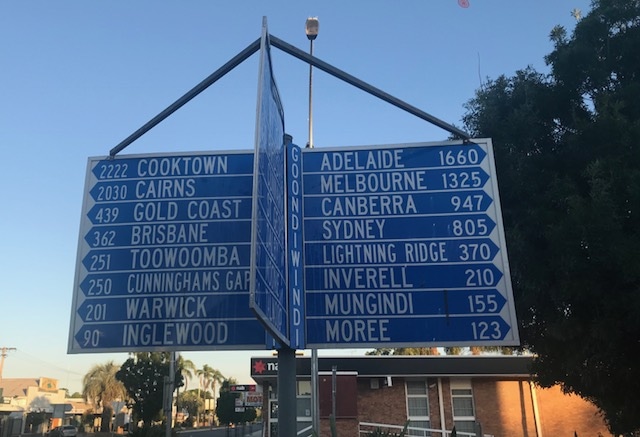 2222 COOKTOWN
2030 CAIRNS
439 GOLD COAST
362 BRISBANE
251 TOOWOOMBA
250 CUNNINGHAMS GAP
201 WARWICK
90 INGLEWOOD
GOONDIWINDI
ADELAIDE 1660
MELBOURNE 1325
CANBERRA 947
SYDNEY 805
LIGHTNING RIDGE 370
INVERELL 210
MUNGINDI 155
MOREE 123